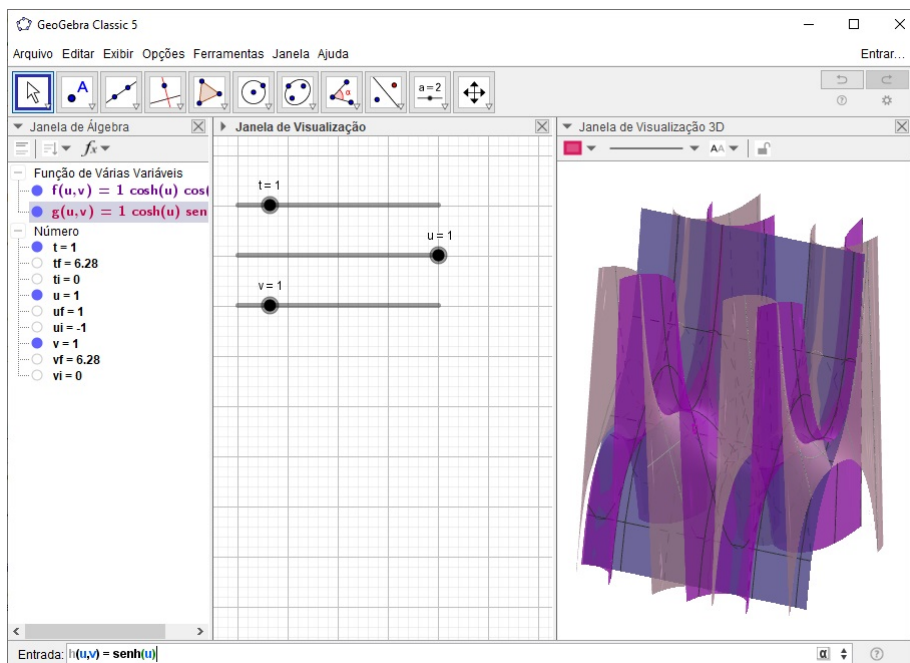 GeoGebra Classic 5
Arquivo Editar Exibir Opções Ferramentas Janela Ajuda Entrar...
A a=2
Janela de Álgebra
Janela de Visualização
Janela de Visualização 3D
fx
AA
Função de Várias Variáveis
f(u,v) = 1 cosh(u) cos(
g(u,v) = 1 cosh(u) sen
Número
t = 1
tf = 6.28
ti = 0
u = 1
uf = 1
ui = -1
v = 1
vf = 6.28
vi = 0
t = 1
u = 1
v = 1
Entrada: h(u,v) = senh(u) α